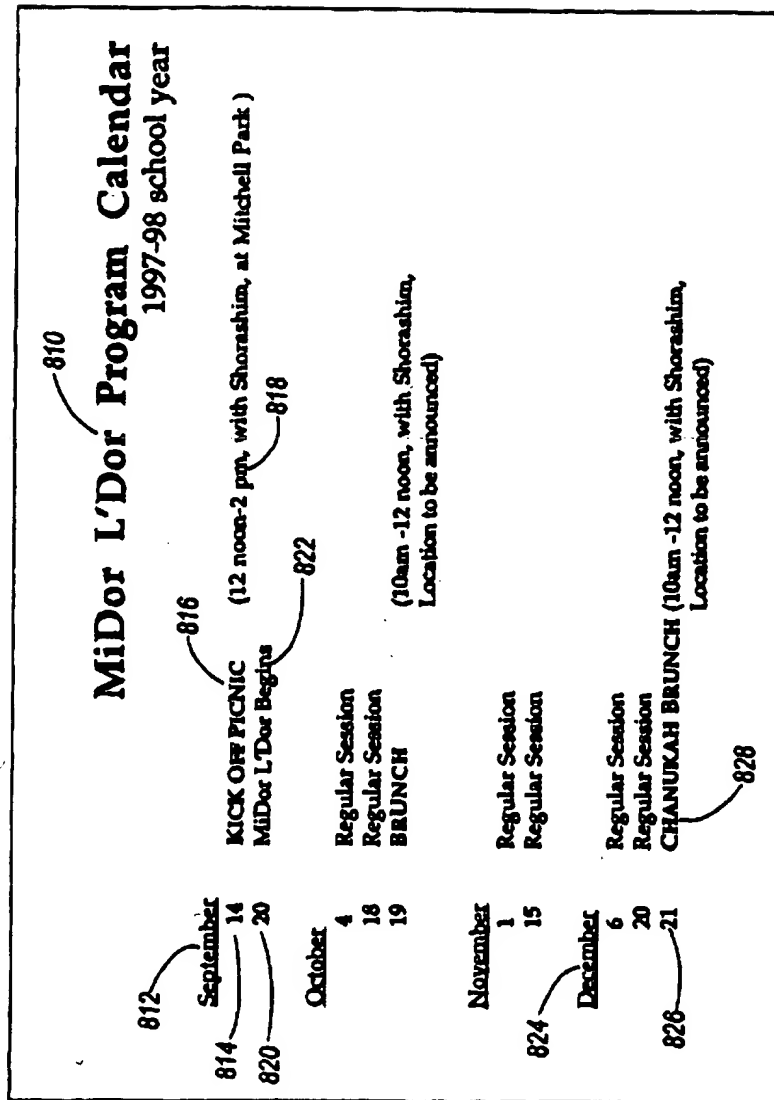 810
MiDor L'Dor Program Calendar
1997-98 school year
812
September
816
814
14 KICK OFF PICNIC (12 noon-2 pm, with Shorashim, at Mitchell Park )
818
820
20 MiDor L'Dor Begins
822
October
4 Regular Session
18 Regular Session
19 BRUNCH (10am -12 noon, with Shorashim,
Location to be announced)
November
1 Regular Session
15 Regular Session
824
December
6 Regular Session
20 Regular Session
826
21 CHANUKAH BRUNCH (10am -12 noon, with Shorashim,
828
Location to be announced)